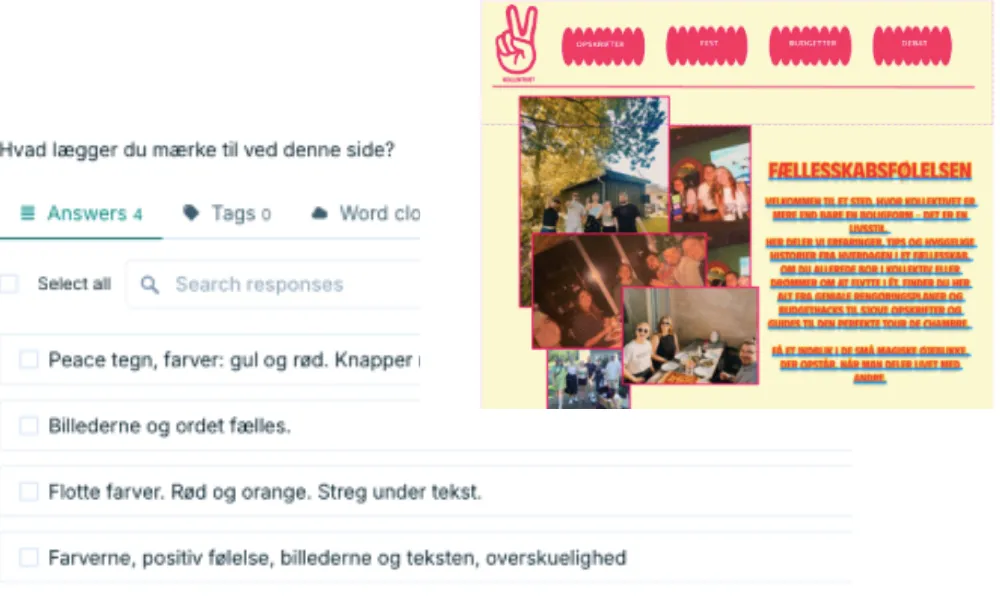 Hvad lægger du mærke til ved denne side?
Answers 4
Tags 0
Word clo
Select all
Search responses
Peace tegn, farver: gul og rød. Knapper
Billederne og ordet fælles.
Flotte farver. Rød og orange. Streg under tekst.
Farverne, positiv følelse, billederne og teksten, overskuelighed
KOLLEKTIVET
OPSKRIFTER
FEST
BUDGETTER
DEBAT
FÆLLESSKABSFØLELSEN
VELKOMMEN TIL ET STED, HVOR KOLLEKTIVET ER
MERE END BARE EN BOLIGFORM – DET ER EN
LIVSSTIL.
HER DELER VI ERFARINGER, TIPS OG HYGGELIGE
HISTORIER FRA HVERDAGEN I ET FÆLLESSKAB.
OM DU ALLEREDE BOR I KOLLEKTIV ELLER
DRØMMER OM AT FLYTTE I ÉT, FINDER DU HER
ALT FRA GENIALE RENGØRINGSPLANER OG
BUDGETHACKS TIL SJOVE OPSKRIFTER OG
GUIDES TIL DEN PERFEKTE TOUR DE CHAMBRE.
FÅ ET INDBLIK I DE SMÅ MAGISKE ØJEBLIKKE,
DER OPSTÅR, NÅR MAN DELER LIVET MED
ANDRE.